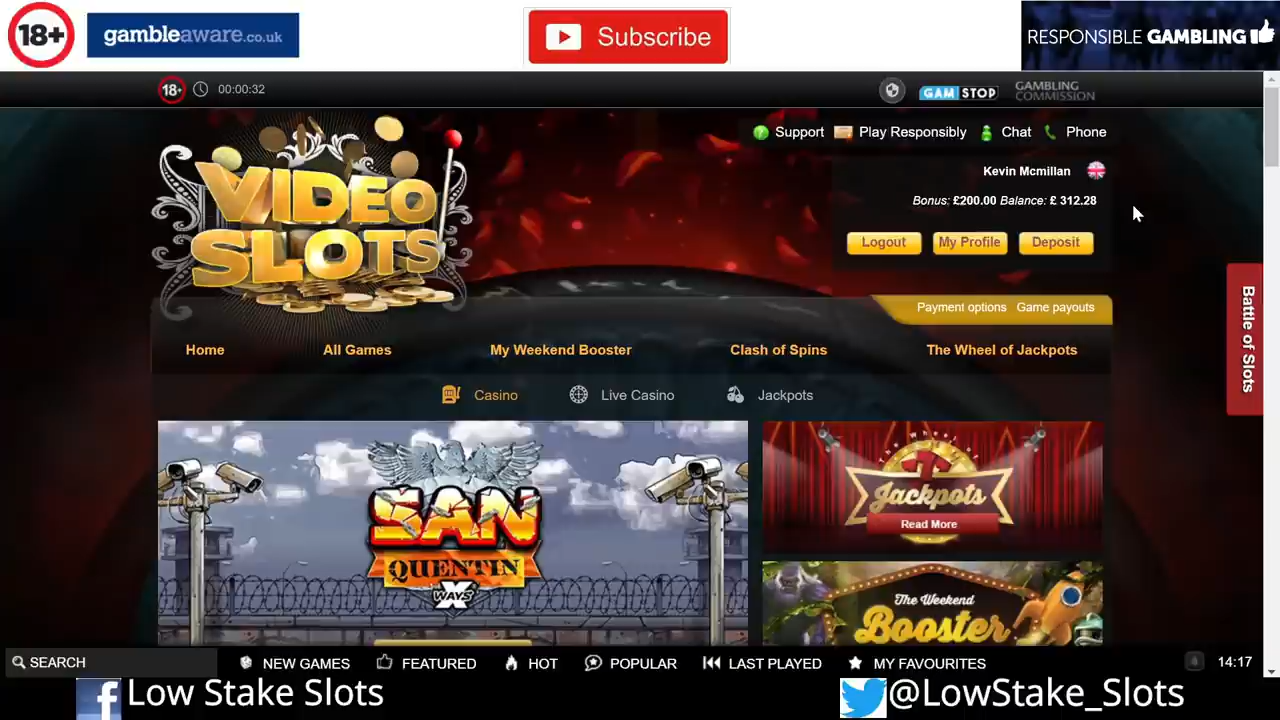 18+
gambleaware.co.uk
Subscribe
RESPONSIBLE GAMBLING
18+ 00:00:32
GAMSTOP
GAMBLING COMMISSION
Support Play Responsibly Chat Phone
VIDEO SLOTS
Kevin Mcmillan
Bonus: £200.00 Balance: £ 312.28
Logout My Profile Deposit
Payment options Game payouts
Battle of Slots
Home All Games My Weekend Booster Clash of Spins The Wheel of Jackpots
Casino Live Casino Jackpots
SAN
QUENTIN
X
WAYS
THE WHEEL OF
Jackpots
Read More
The Weekend
Booster
SEARCH NEW GAMES FEATURED HOT POPULAR LAST PLAYED MY FAVOURITES 14:17
f Low Stake Slots @LowStake_Slots